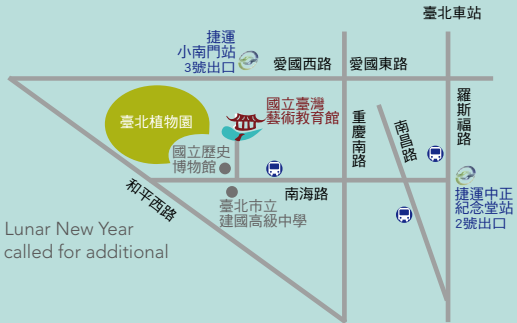 臺北車站
捷運
小南門站
3號出口
愛國西路
愛國東路
國立臺灣
藝術教育館
臺北植物園
重慶南路
南昌路
羅斯福路
國立歷史
博物館
和平西路
南海路
捷運中正
紀念堂站
2號出口
臺北市立
建國高級中學
Lunar New Year
called for additional